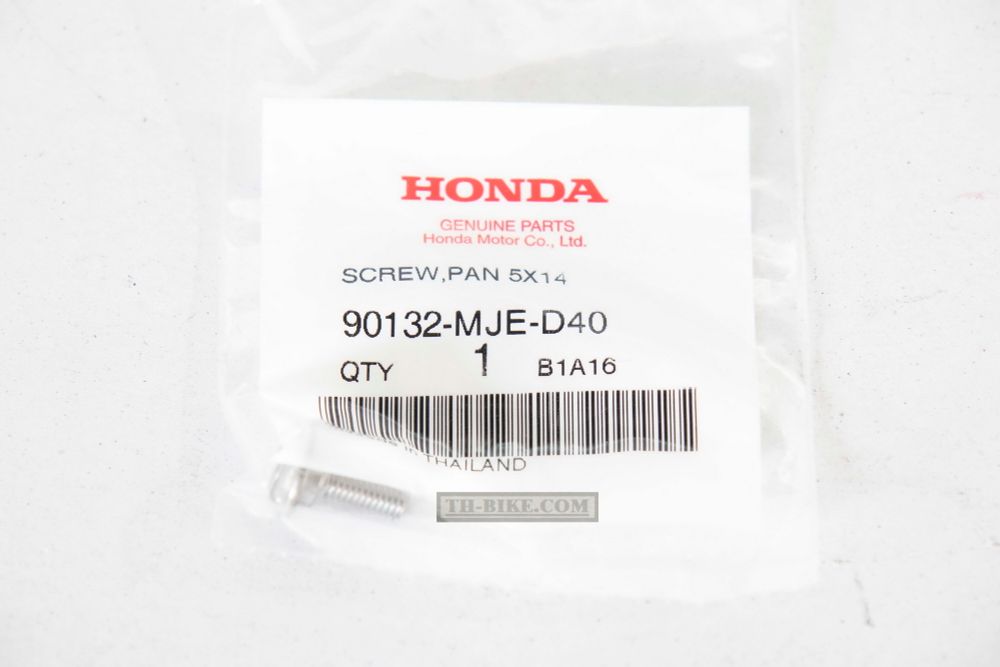 HONDA
GENUINE PARTS
Honda Motor Co., Ltd.
SCREW,PAN 5X14
90132-MJE-D40
QTY 1 B1A16
IN THAILAND
TH-BIKE.COM